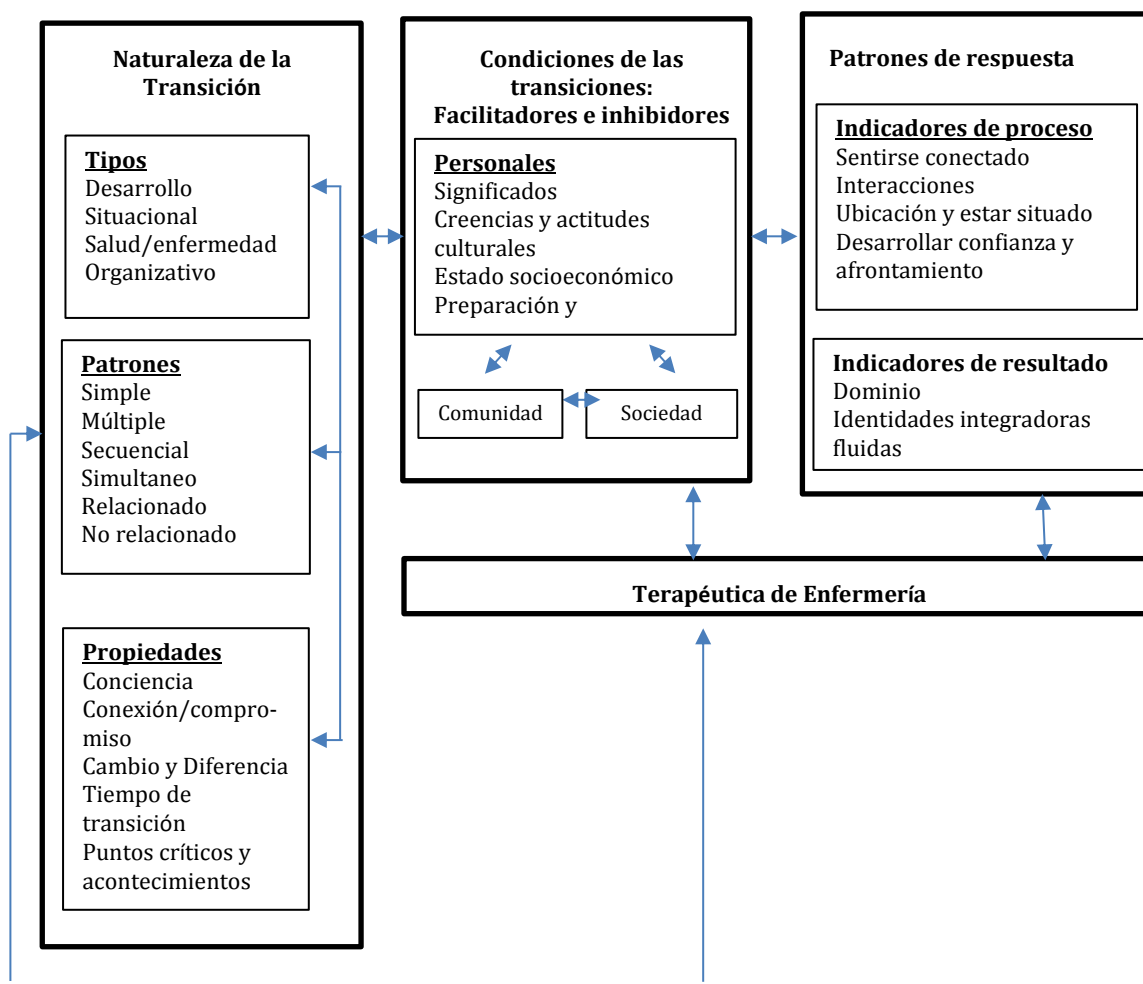 Naturaleza de la
Transición
Tipos
Desarrollo
Situacional
Salud/enfermedad
Organizativo
Patrones
Simple
Múltiple
Secuencial
Simultaneo
Relacionado
No relacionado
Propiedades
Conciencia
Conexión/compro-
miso
Cambio y Diferencia
Tiempo de
transición
Puntos críticos y
acontecimientos
Condiciones de las
transiciones:
Facilitadores e inhibidores
Personales
Significados
Creencias y actitudes
culturales
Estado socioeconómico
Preparación y
Comunidad
Sociedad
Patrones de respuesta
Indicadores de proceso
Sentirse conectado
Interacciones
Ubicación y estar situado
Desarrollar confianza y
afrontamiento
Indicadores de resultado
Dominio
Identidades integradoras
fluidas
Terapéutica de Enfermería